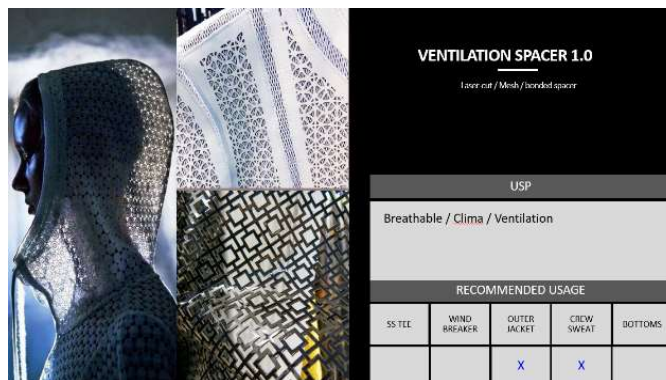 VENTILATION SPACER 1.0
Laser cut / Mesh / bonded spacer
USP
Breathable / Clima / Ventilation
RECOMMENDED USAGE
SS TEE
WIND
BREAKER
OUTER
JACKET
CREW
SWEAT
BOTTOMS
X
X